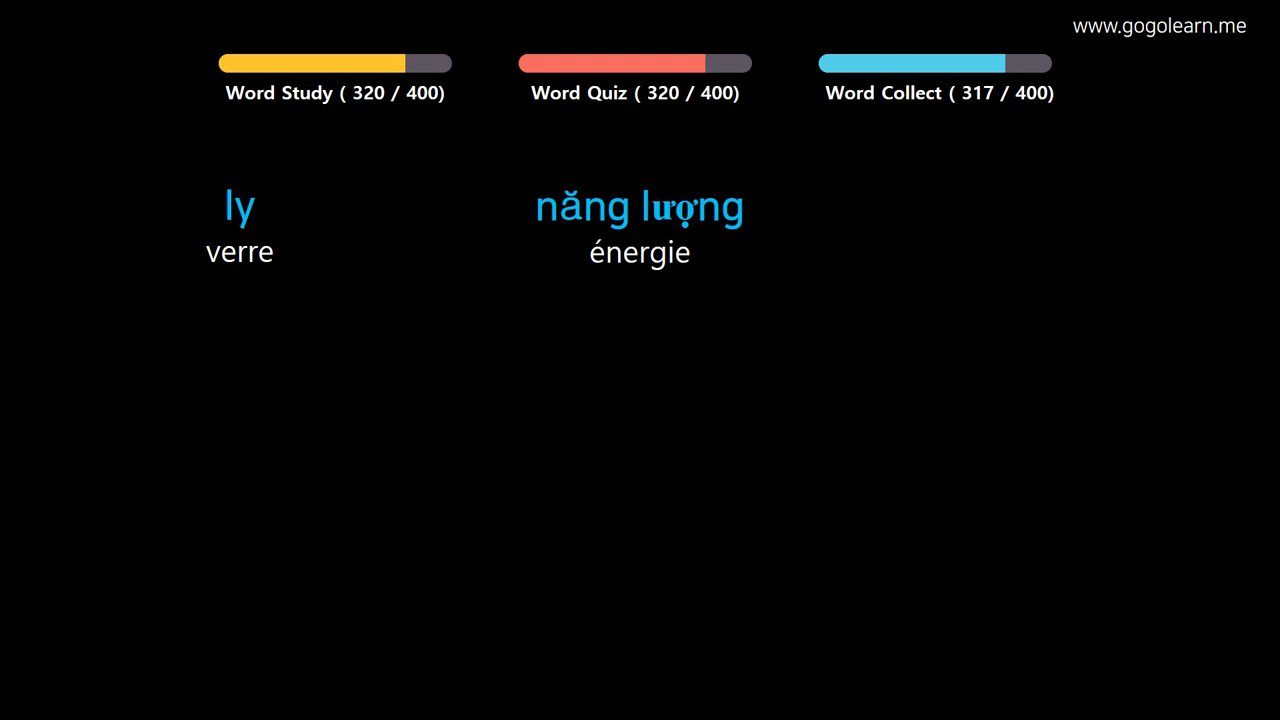 www.gogolearn.me
Word Study ( 320 / 400)
Word Quiz ( 320 / 400)
Word Collect ( 317 / 400)
ly
năng lượng
verre
énergie